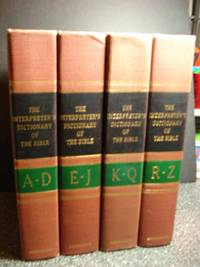 THE
INTERPRETER'S
DICTIONARY
OF
THE BIBLE
A-D
THE
INTERPRETER'S
DICTIONARY
OF
THE BIBLE
E-J
THE
INTERPRETER'S
DICTIONARY
OF
THE BIBLE
K-Q
THE
INTERPRETER'S
DICTIONARY
OF
THE BIBLE
R-Z